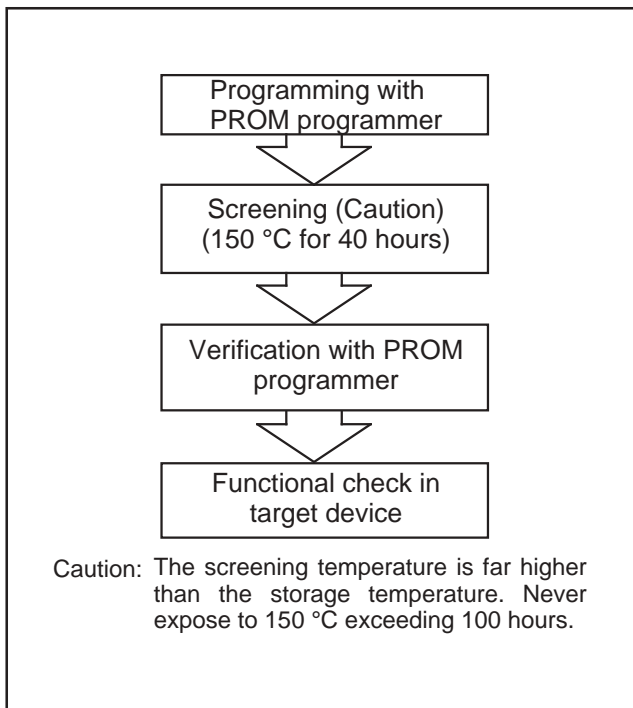 Programming with
PROM programmer
Screening (Caution)
(150 °C for 40 hours)
Verification with PROM
programmer
Functional check in
target device
Caution: The screening temperature is far higher
than the storage temperature. Never
expose to 150 °C exceeding 100 hours.